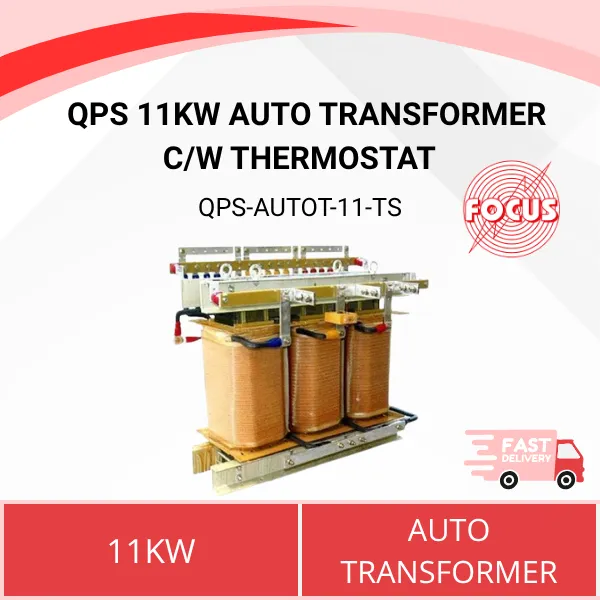 QPS 11KW AUTO TRANSFORMER
C/W THERMOSTAT
QPS-AUTOT-11-TS
FOCUS
FAST
DELIVERY
11KW
AUTO
TRANSFORMER